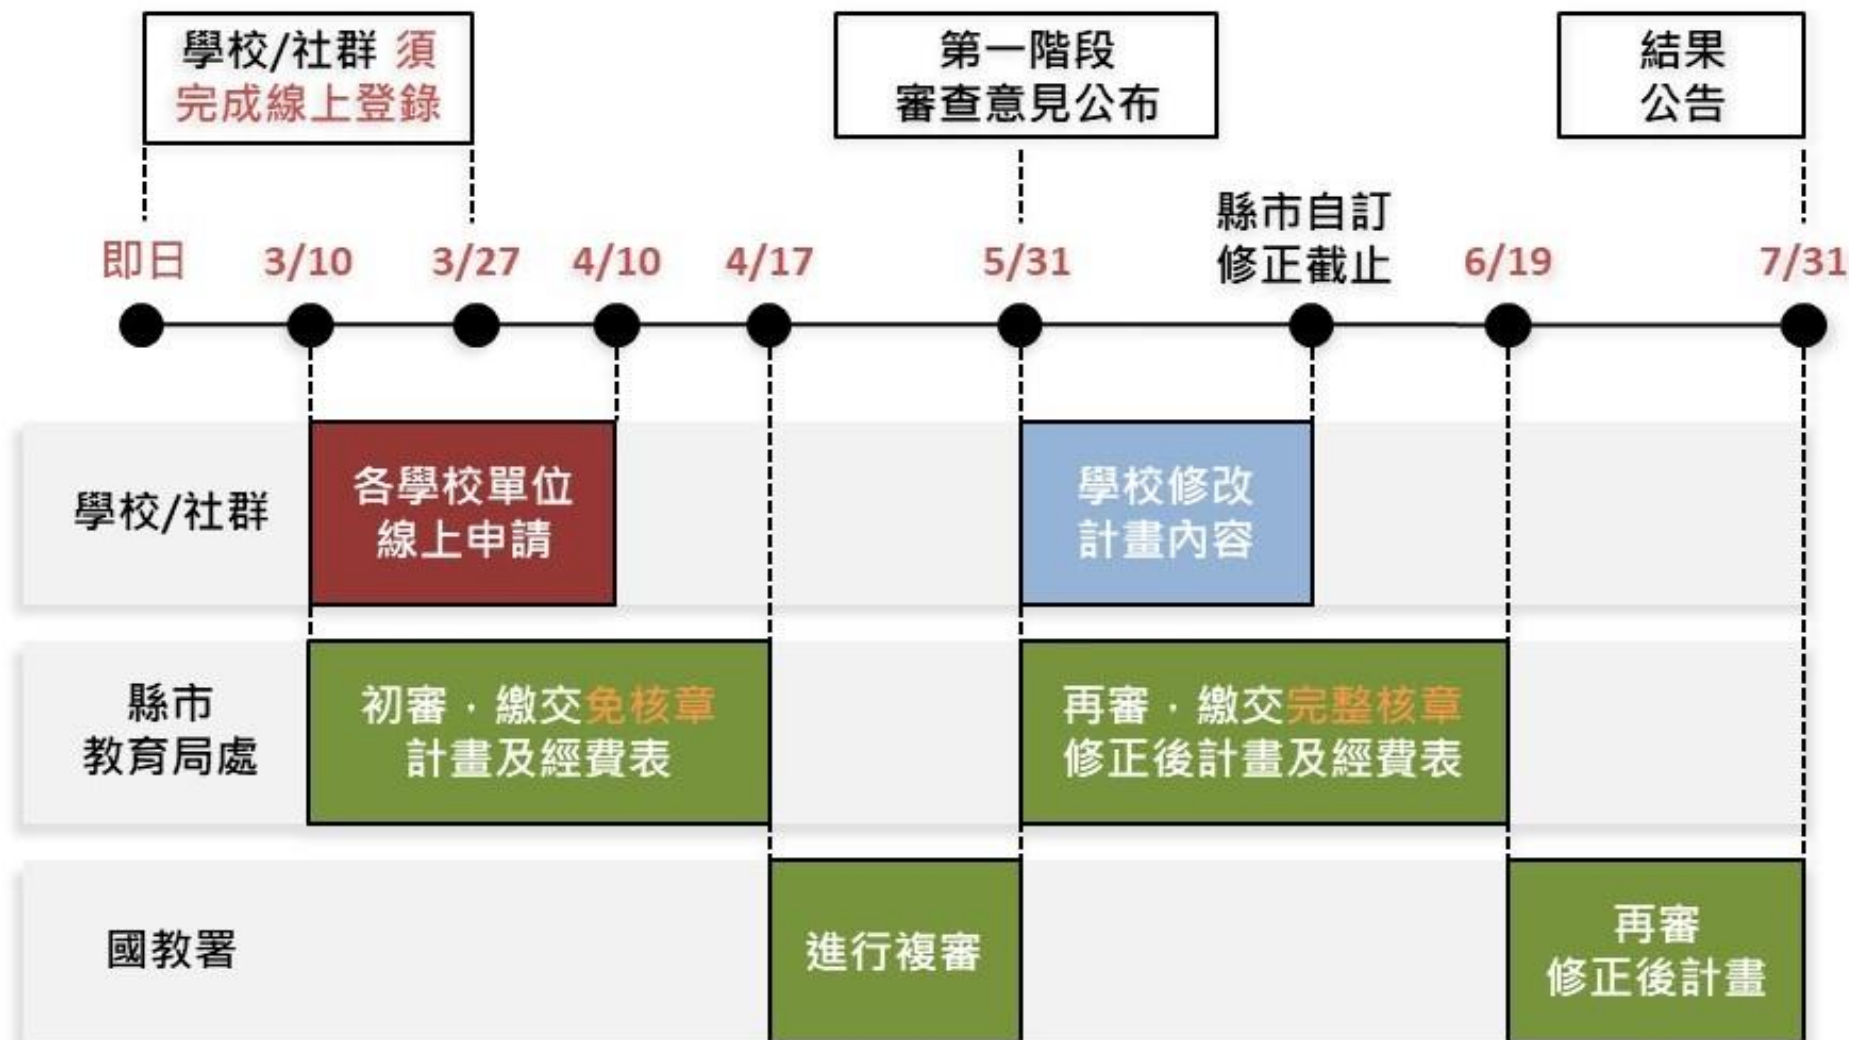 學校/社群 須
完成線上登錄
第一階段
審查意見公布
結果
公告
縣市自訂
修正截止
即日
3/10
3/27
4/10
4/17
5/31
6/19
7/31
學校/社群
各學校單位
線上申請
學校修改
計畫內容
縣市
教育局處
初審，繳交免核章
計畫及經費表
再審，繳交完整核章
修正後計畫及經費表
國教署
進行複審
再審
修正後計畫